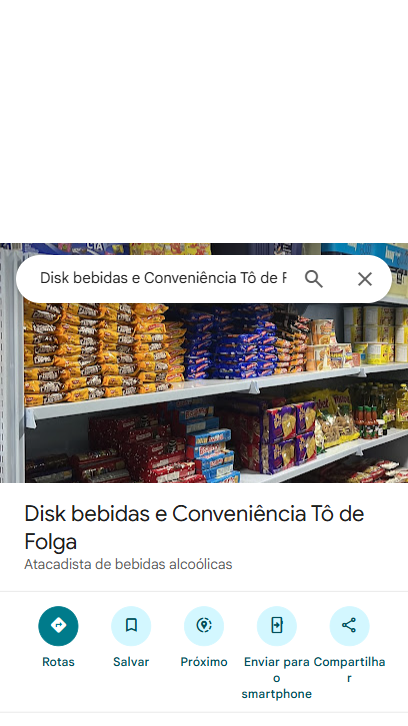 Disk bebidas e Conveniência Tô de F
Disk bebidas e Conveniência Tô de
Folga
Atacadista de bebidas alcoólicas
Rotas
Salvar
Próximo
Enviar para
o
smartphone
Compartilha
r